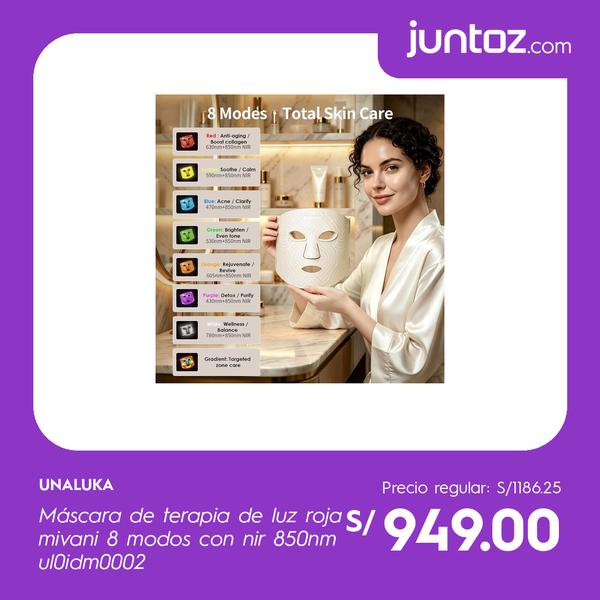 juntoz.com
8 Modes · Total Skin Care
Red : Anti-aging /
Boost collagen
630nm+850nm NIR
Soothe / Calm
590nm+850nm NIR
Blue: Acne / Clarify
470nm+850nm NIR
Green: Brighten /
Even tone
530nm+850nm NIR
Orange: Rejuvenate /
Revive
605nm+850nm NIR
Purple: Detox / Purify
430nm+850nm NIR
Wellness /
Balance
780nm+850nm NIR
Gradient: Targeted
zone care
UNALUKA
Máscara de terapia de luz roja
mivani 8 modos con nir 850nm
ul0idm0002
Precio regular: S/1186.25
S/ 949.00